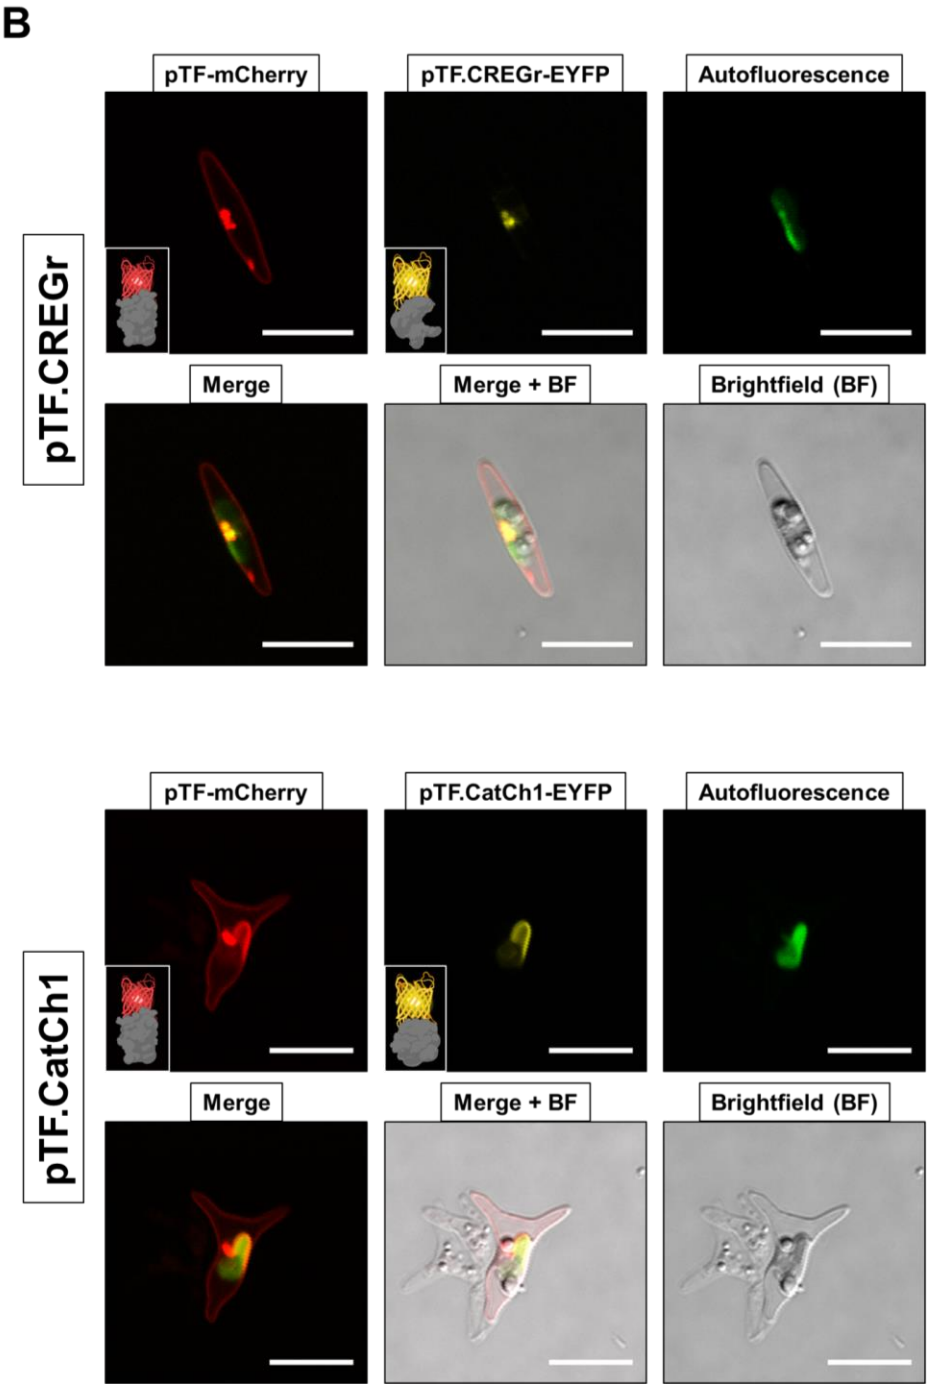 B
pTF.CREGr
pTF-mCherry
pTF.CREGr-EYFP
Autofluorescence
Merge
Merge + BF
Brightfield (BF)
pTF.CatCh1
pTF-mCherry
pTF.CatCh1-EYFP
Autofluorescence
Merge
Merge + BF
Brightfield (BF)